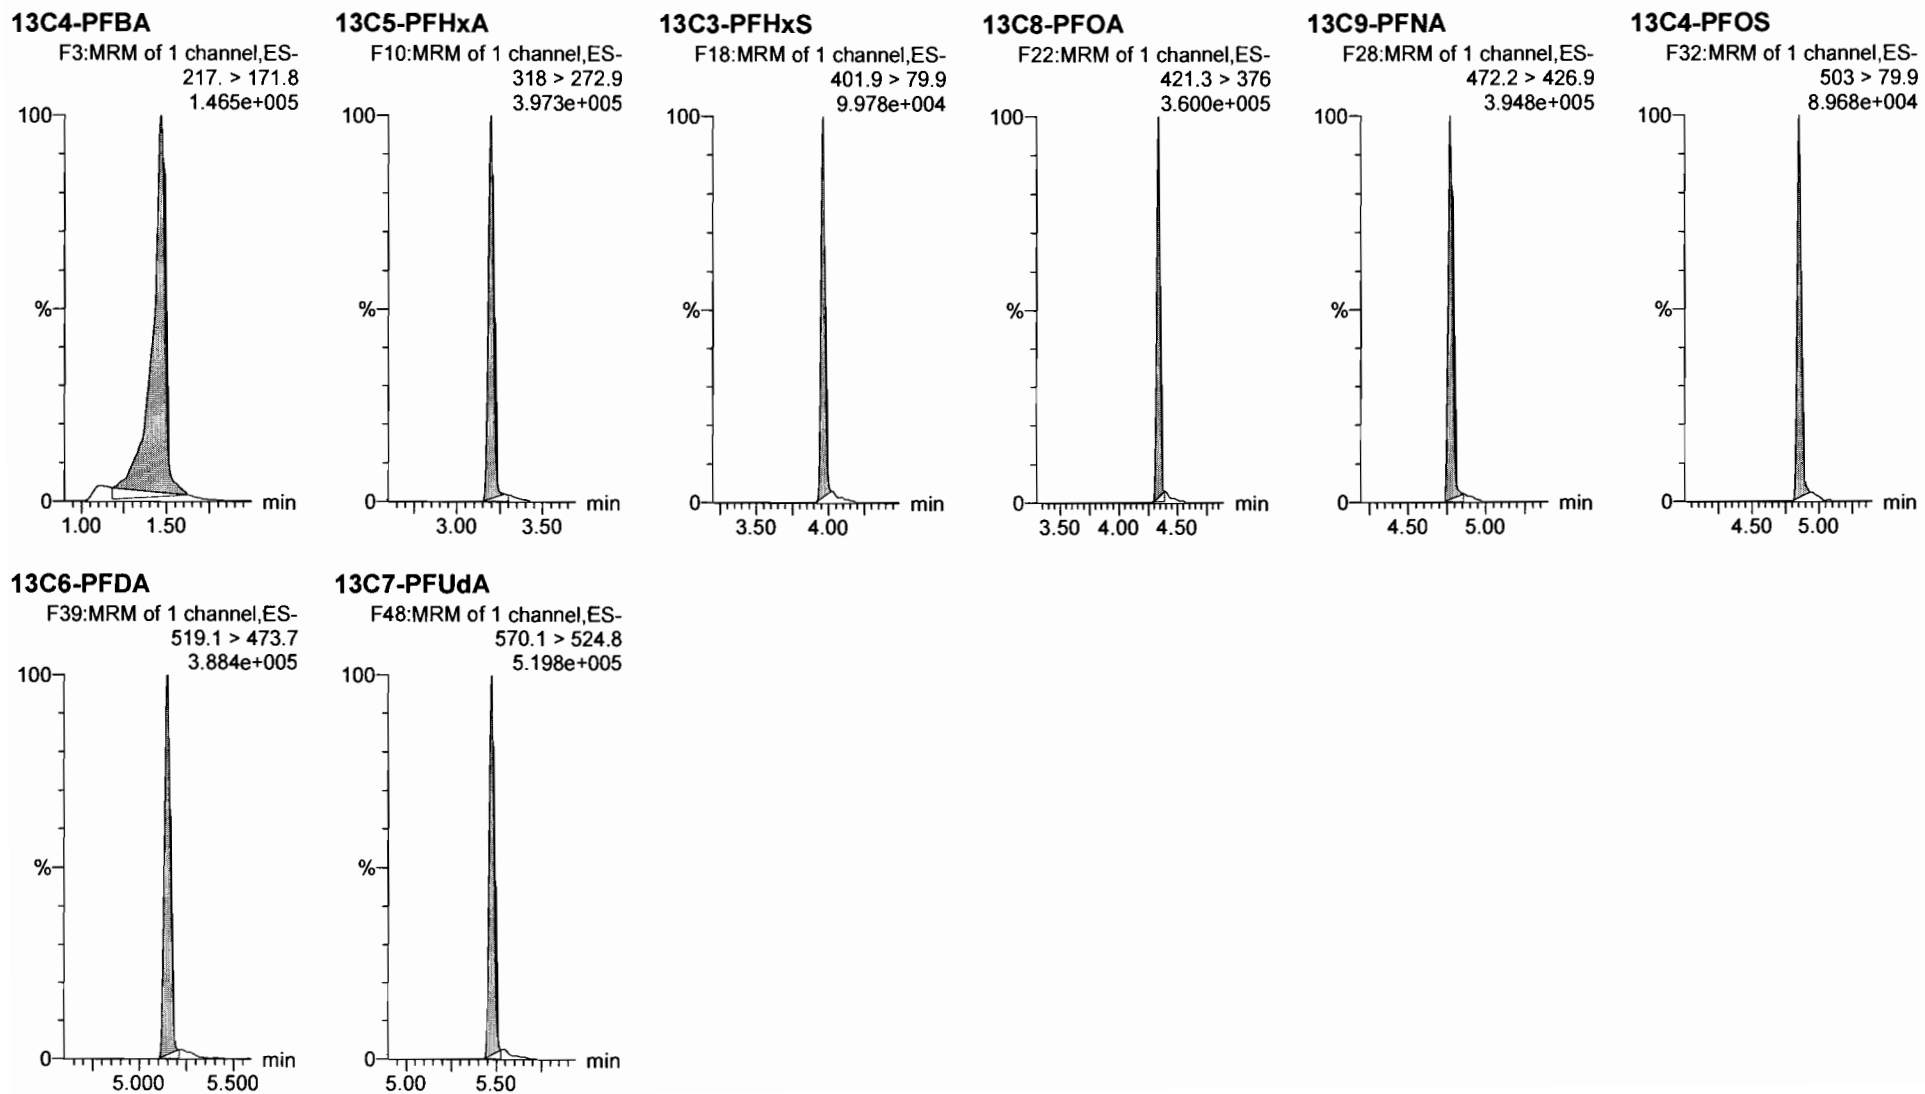 13C4-PFBA
F3:MRM of 1 channel,ES-
217. > 171.8
1.465e+005
100
%
0
min
1.00 1.50
13C5-PFHxA
F10:MRM of 1 channel,ES-
318 > 272.9
3.973e+005
100
%
0
min
3.00 3.50
13C3-PFHxS
F18:MRM of 1 channel,ES-
401.9 > 79.9
9.978e+004
100
%
0
min
3.50 4.00
13C8-PFOA
F22:MRM of 1 channel,ES-
421.3 > 376
3.600e+005
100
%
0
min
3.50 4.00 4.50
13C9-PFNA
F28:MRM of 1 channel,ES-
472.2 > 426.9
3.948e+005
100
%
0
min
4.50 5.00
13C4-PFOS
F32:MRM of 1 channel,ES-
503 > 79.9
8.968e+004
100
%
0
min
4.50 5.00
13C6-PFDA
F39:MRM of 1 channel,ES-
519.1 > 473.7
3.884e+005
100
%
0
min
5.000 5.500
13C7-PFUdA
F48:MRM of 1 channel,ES-
570.1 > 524.8
5.198e+005
100
%
0
min
5.00 5.50